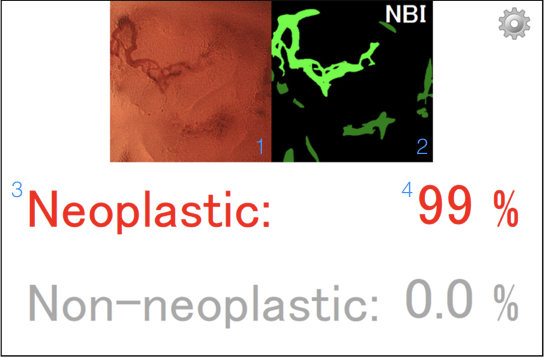 NBI
1
2
3 Neoplastic: 4 99 %
Non-neoplastic: 0.0 %